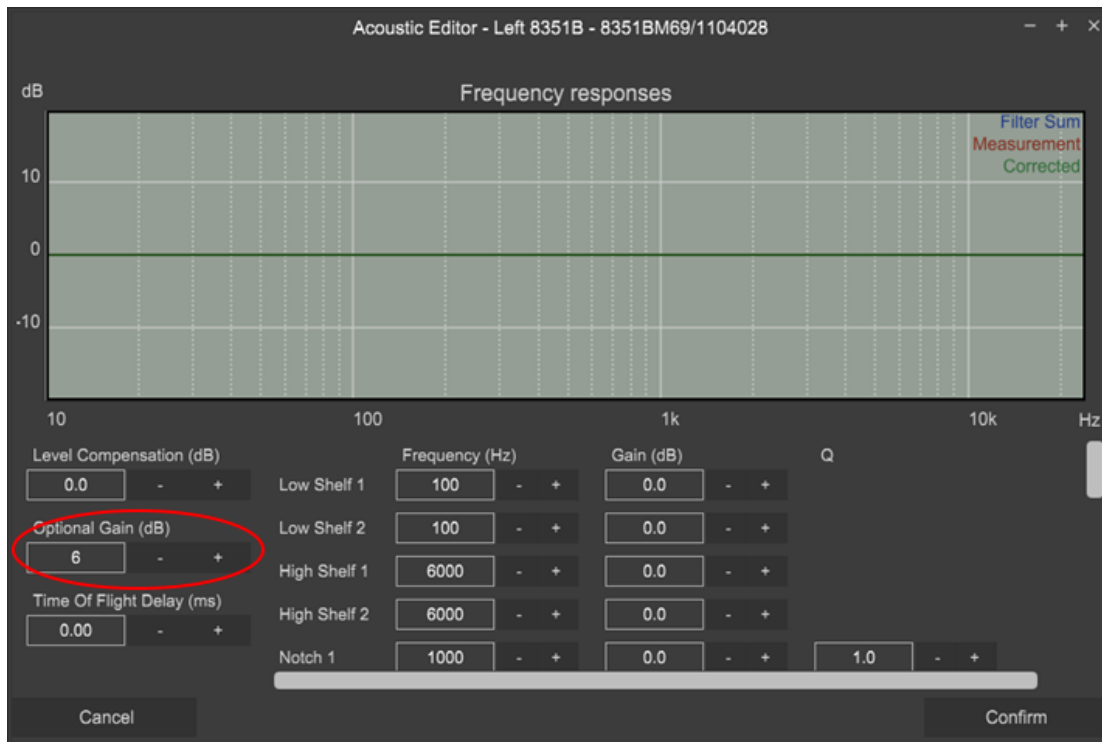 Acoustic Editor - Left 8351B - 8351BM69/1104028 - + ×
dB
Frequency responses
Filter Sum
Measurement
Corrected
10
0
-10
10 100 1k 10k Hz
Level Compensation (dB)
0.0 - +
Optional Gain (dB)
6 - +
Time Of Flight Delay (ms)
0.00 - +
Frequency (Hz) Gain (dB) Q
Low Shelf 1 100 - + 0.0 - +
Low Shelf 2 100 - + 0.0 - +
High Shelf 1 6000 - + 0.0 - +
High Shelf 2 6000 - + 0.0 - +
Notch 1 1000 - + 0.0 - + 1.0 - +
Cancel Confirm